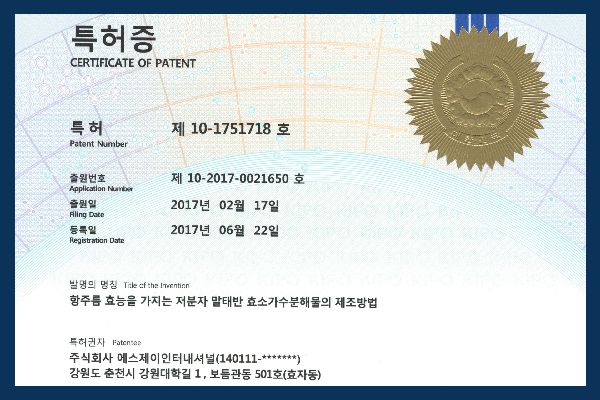 특허증
CERTIFICATE OF PATENT
특허 제 10-1751718 호
Patent Number
출원번호 제 10-2017-0021650 호
Application Number
출원일 2017년 02월 17일
Filing Date
등록일 2017년 06월 22일
Registration Date
발명의 명칭 Title of the Invention
항주름 효능을 가지는 저분자 말태반 효소가수분해물의 제조방법
특허권자 Patentee
주식회사 에스제이인터내셔널(140111-*******)
강원도 춘천시 강원대학길 1 , 보듬관동 501호(효자동)